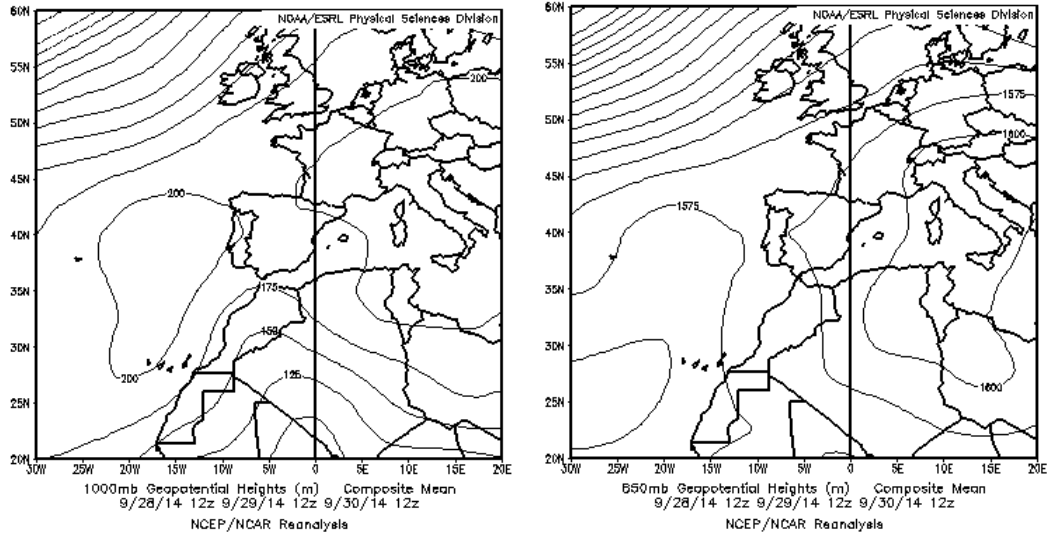 NOAA/ESRL Physical Sciences Division
60N
55N
50N
45N
40N
35N
30N
25N
20N
200
200
175
150
200
125
30W 25W 20W 15W 10W 5W 0 5E 10E 15E 20E
1000mb Geopotential Heights (m) Composite Mean
9/28/14 12z 9/29/14 12z 9/30/14 12z
NCEP/NCAR Reanalysis
NOAA/ESRL Physical Sciences Division
60N
55N
50N
45N
40N
35N
30N
25N
20N
1575
1600
1575
1600
30W 25W 20W 15W 10W 5W 0 5E 10E 15E 20E
850mb Geopotential Heights (m) Composite Mean
9/28/14 12z 9/29/14 12z 9/30/14 12z
NCEP/NCAR Reanalysis